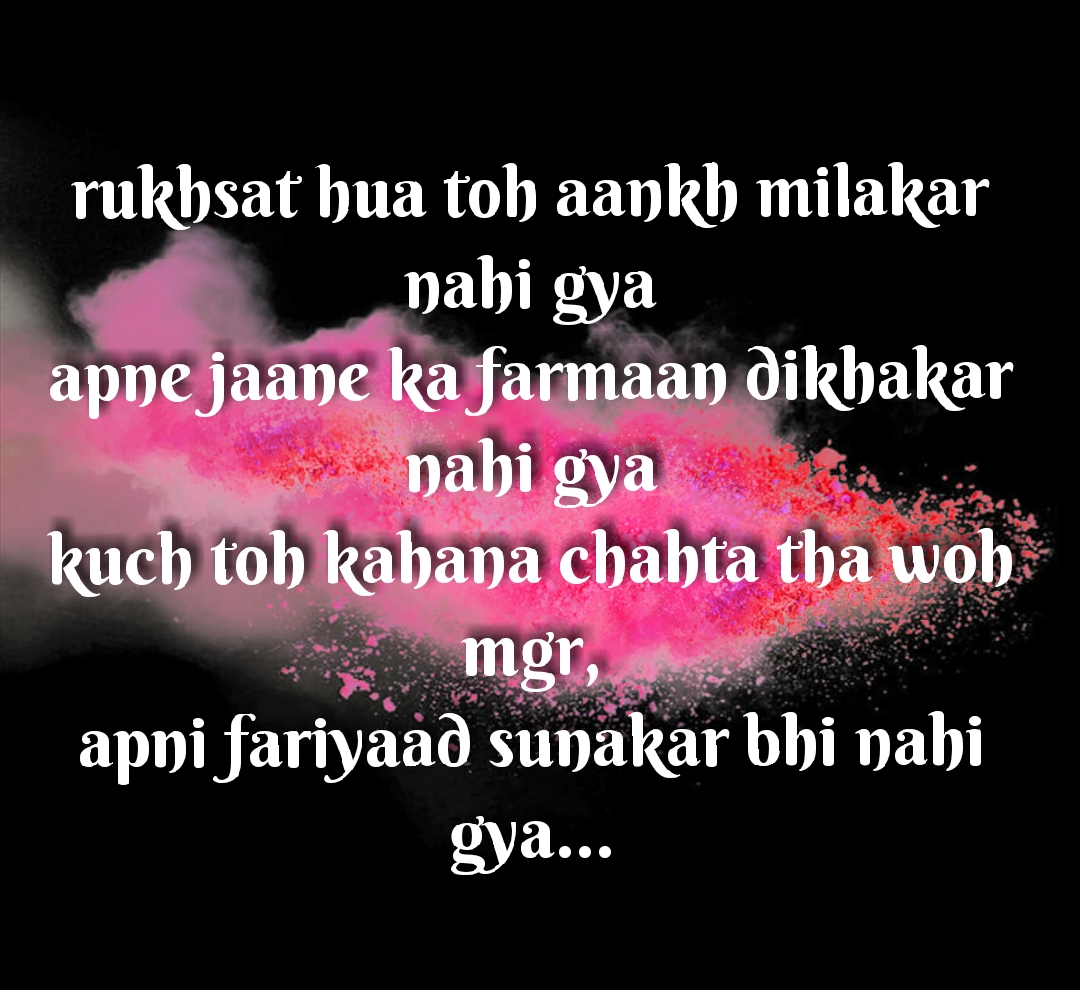 rukhsat hua toh aankh milakar
nahi gya
apne jaane ka farmaan dikhakar
nahi gya
kuch toh kahana chahta tha woh
mgr,
apni fariyaad sunakar bhi nahi
gya...